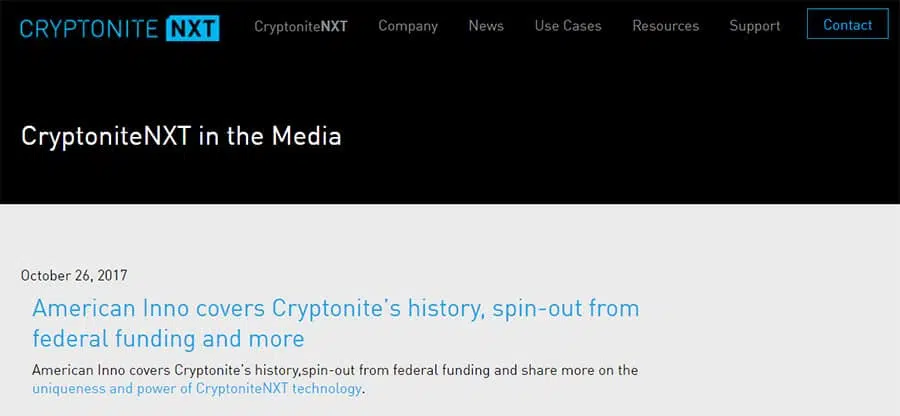 CRYPTONITE NXT CryptoniteNXT Company News Use Cases Resources Support Contact
CryptoniteNXT in the Media
October 26, 2017
American Inno covers Cryptonite's history, spin-out from
federal funding and more
American Inno covers Cryptonite's history,spin-out from federal funding and share more on the
uniqueness and power of CryptoniteNXT technology.